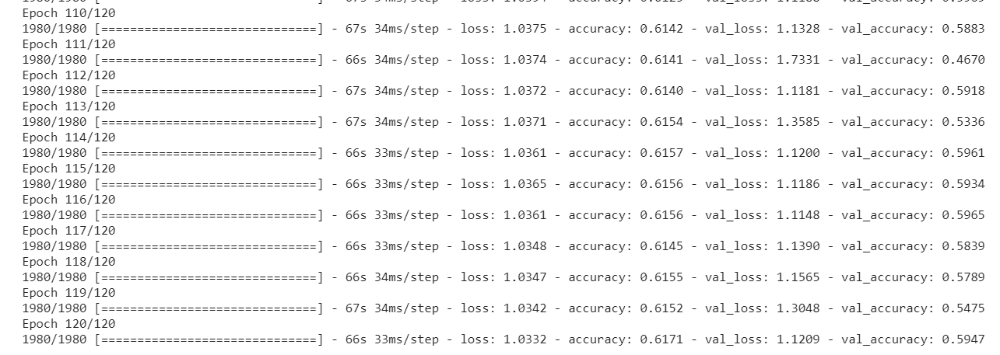 1980/1980 [==============================] - 67s 34ms/step - loss: - accuracy: - val_loss: - val_accuracy:
Epoch 110/120
1980/1980 [==============================] - 67s 34ms/step - loss: 1.0375 - accuracy: 0.6142 - val_loss: 1.1328 - val_accuracy: 0.5883
Epoch 111/120
1980/1980 [==============================] - 66s 34ms/step - loss: 1.0374 - accuracy: 0.6141 - val_loss: 1.7331 - val_accuracy: 0.4670
Epoch 112/120
1980/1980 [==============================] - 67s 34ms/step - loss: 1.0372 - accuracy: 0.6140 - val_loss: 1.1181 - val_accuracy: 0.5918
Epoch 113/120
1980/1980 [==============================] - 67s 34ms/step - loss: 1.0371 - accuracy: 0.6154 - val_loss: 1.3585 - val_accuracy: 0.5336
Epoch 114/120
1980/1980 [==============================] - 66s 33ms/step - loss: 1.0361 - accuracy: 0.6157 - val_loss: 1.1200 - val_accuracy: 0.5961
Epoch 115/120
1980/1980 [==============================] - 66s 33ms/step - loss: 1.0365 - accuracy: 0.6156 - val_loss: 1.1186 - val_accuracy: 0.5934
Epoch 116/120
1980/1980 [==============================] - 66s 33ms/step - loss: 1.0361 - accuracy: 0.6156 - val_loss: 1.1148 - val_accuracy: 0.5965
Epoch 117/120
1980/1980 [==============================] - 66s 33ms/step - loss: 1.0348 - accuracy: 0.6145 - val_loss: 1.1390 - val_accuracy: 0.5839
Epoch 118/120
1980/1980 [==============================] - 66s 34ms/step - loss: 1.0347 - accuracy: 0.6155 - val_loss: 1.1565 - val_accuracy: 0.5789
Epoch 119/120
1980/1980 [==============================] - 67s 34ms/step - loss: 1.0342 - accuracy: 0.6152 - val_loss: 1.3048 - val_accuracy: 0.5475
Epoch 120/120
1980/1980 [==============================] - 66s 33ms/step - loss: 1.0332 - accuracy: 0.6171 - val_loss: 1.1209 - val_accuracy: 0.5947